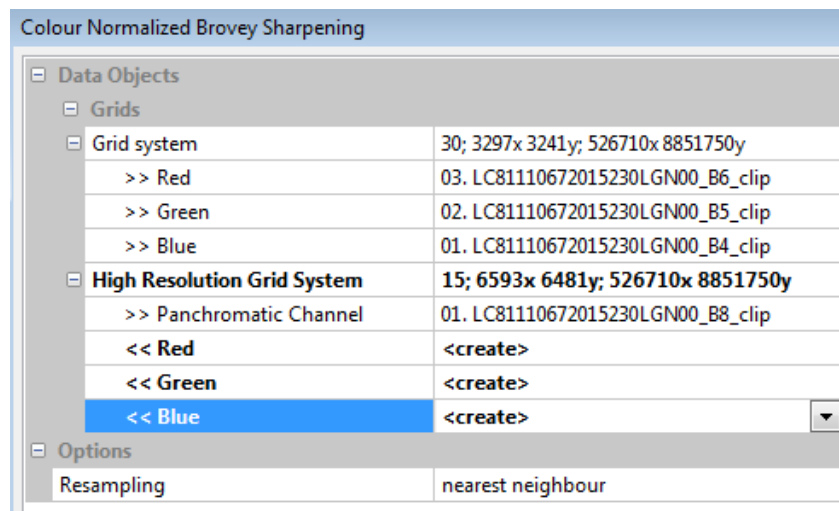 Colour Normalized Brovey Sharpening
Data Objects
Grids
Grid system 30; 3297x 3241y; 526710x 8851750y
>> Red 03. LC81110672015230LGN00_B6_clip
>> Green 02. LC81110672015230LGN00_B5_clip
>> Blue 01. LC81110672015230LGN00_B4_clip
High Resolution Grid System 15; 6593x 6481y; 526710x 8851750y
>> Panchromatic Channel 01. LC81110672015230LGN00_B8_clip
<< Red <create>
<< Green <create>
<< Blue <create>
Options
Resampling nearest neighbour